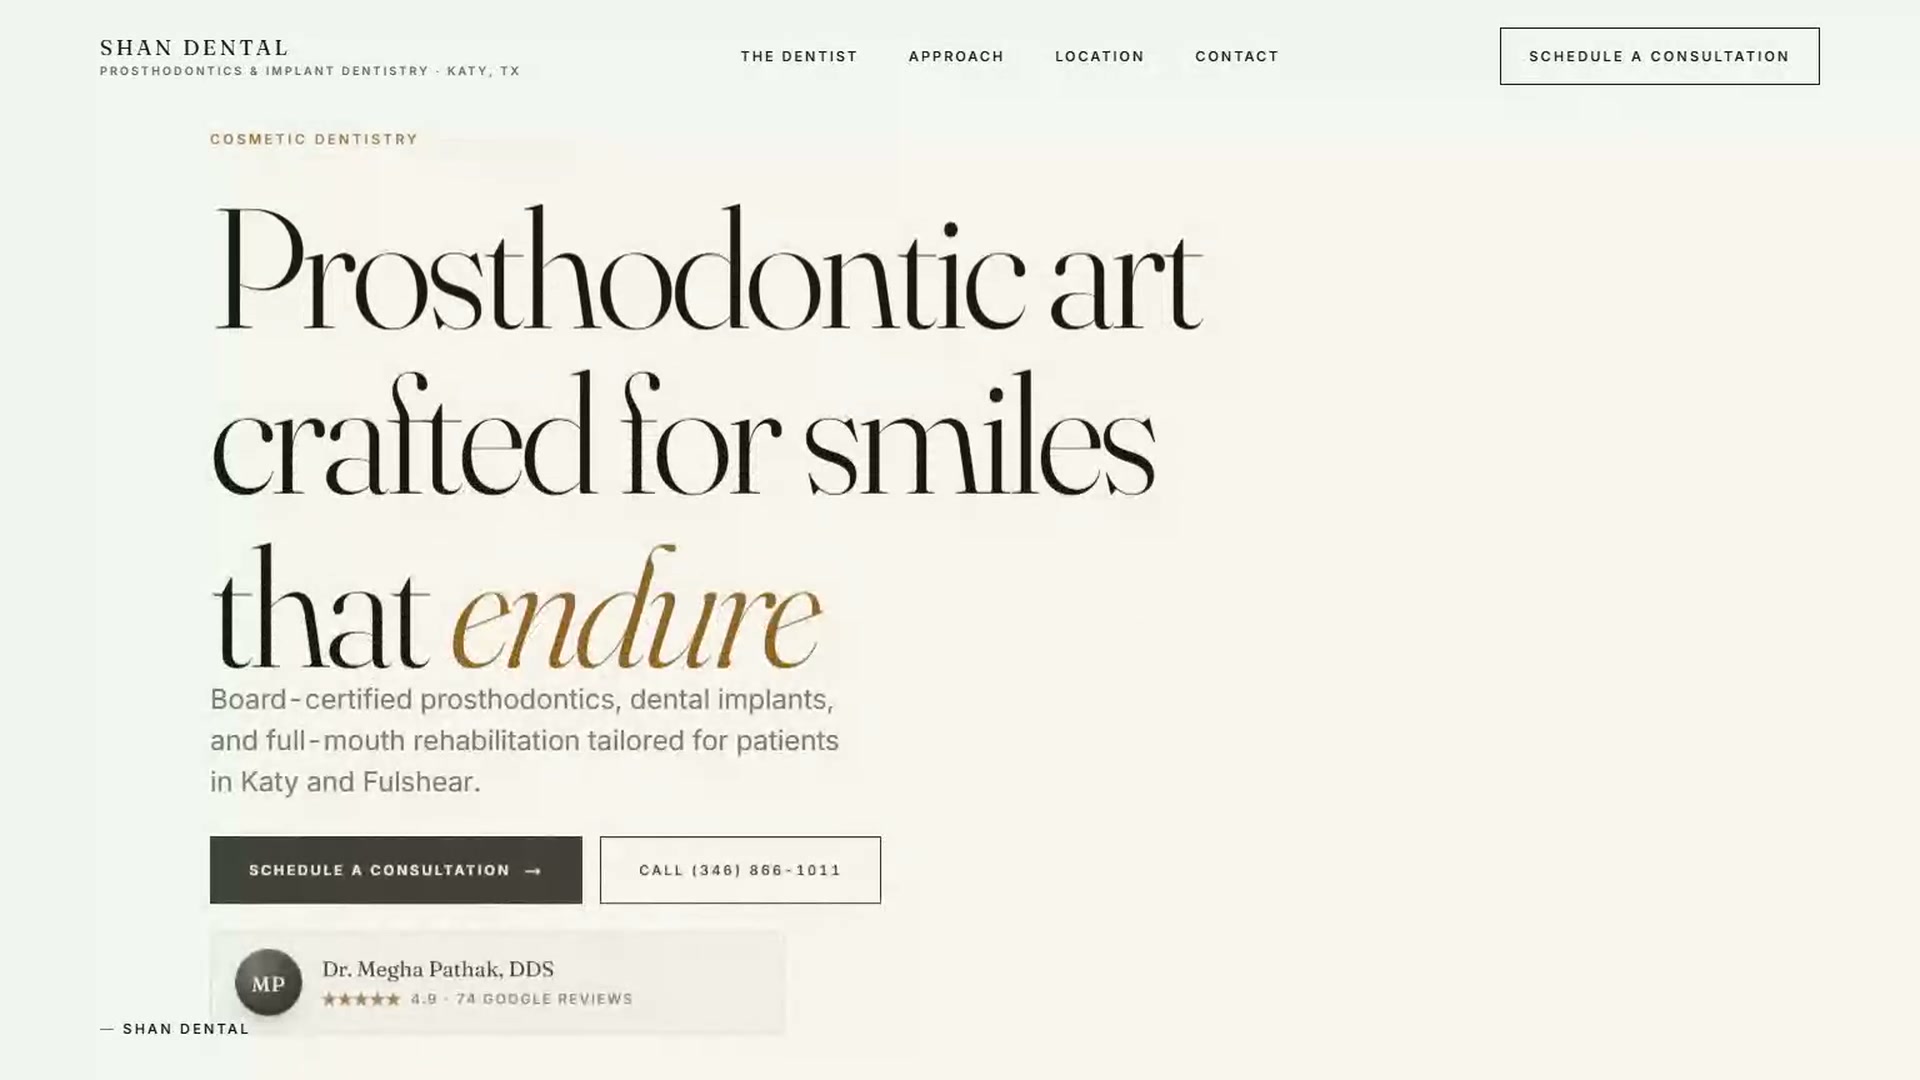 SHAN DENTAL
PROSTHODONTICS & IMPLANT DENTISTRY · KATY, TX
THE DENTIST
APPROACH
LOCATION
CONTACT
SCHEDULE A CONSULTATION
COSMETIC DENTISTRY
Prosthodontic art
crafted for smiles
that endure
Board-certified prosthodontics, dental implants,
and full-mouth rehabilitation tailored for patients
in Katy and Fulshear.
SCHEDULE A CONSULTATION →
CALL (346) 866-1011
MP
Dr. Megha Pathak, DDS
★★★★★ 4.9 · 74 GOOGLE REVIEWS
— SHAN DENTAL